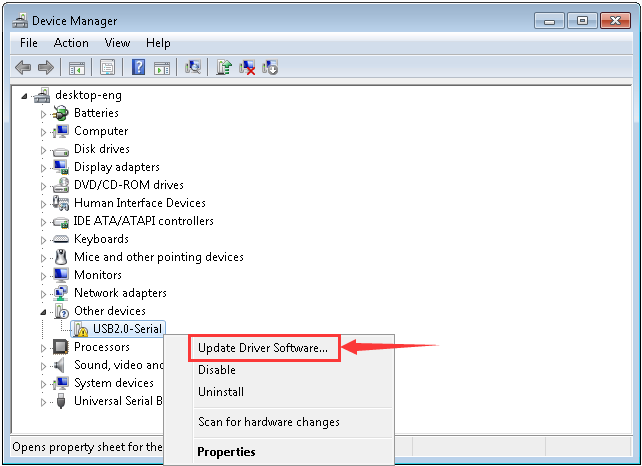 Device Manager
File Action View Help
desktop-eng
Batteries
Computer
Disk drives
Display adapters
DVD/CD-ROM drives
Human Interface Devices
IDE ATA/ATAPI controllers
Keyboards
Mice and other pointing devices
Monitors
Network adapters
Other devices
USB2.0-Serial
Processors
Sound, video and
System devices
Universal Serial B
Update Driver Software...
Disable
Uninstall
Scan for hardware changes
Properties
Opens property sheet for the